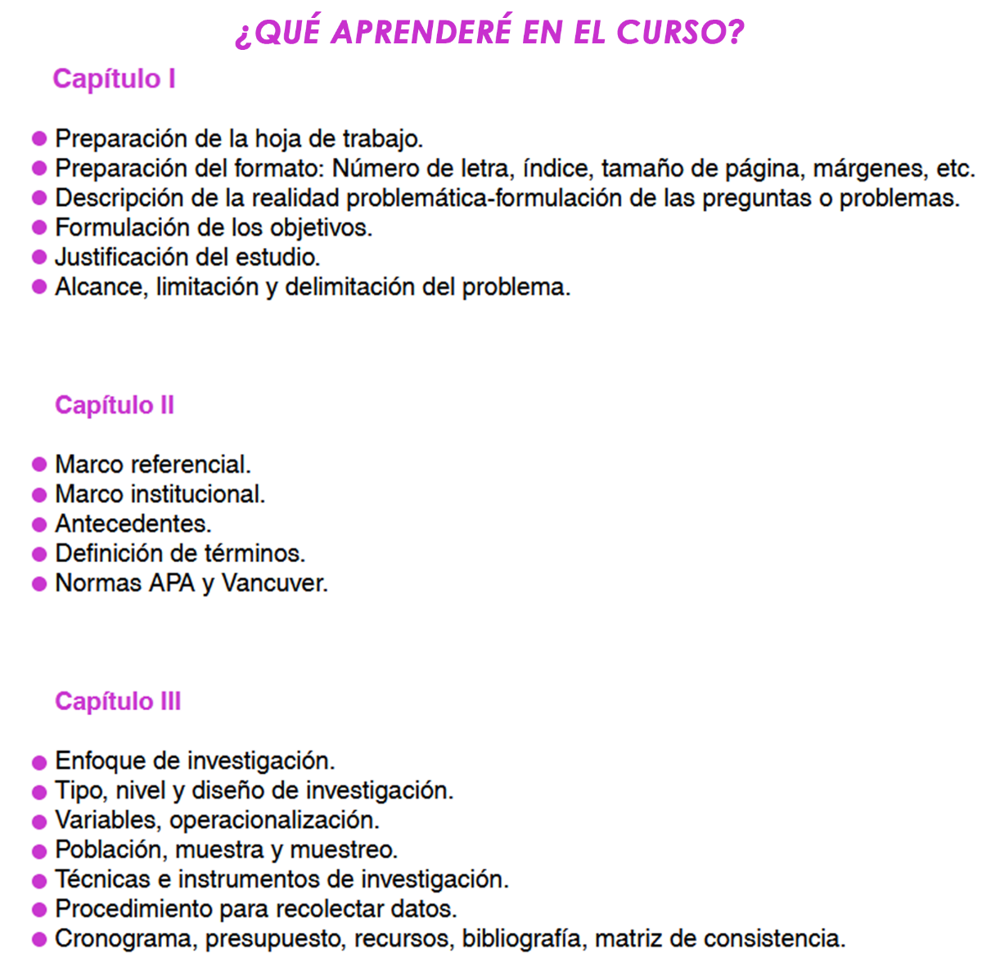 ¿QUÉ APRENDERÉ EN EL CURSO?
Capítulo I
Preparación de la hoja de trabajo.
Preparación del formato: Número de letra, índice, tamaño de página, márgenes, etc.
Descripción de la realidad problemática-formulación de las preguntas o problemas.
Formulación de los objetivos.
Justificación del estudio.
Alcance, limitación y delimitación del problema.
Capítulo II
Marco referencial.
Marco institucional.
Antecedentes.
Definición de términos.
Normas APA y Vancuver.
Capítulo III
Enfoque de investigación.
Tipo, nivel y diseño de investigación.
Variables, operacionalización.
Población, muestra y muestreo.
Técnicas e instrumentos de investigación.
Procedimiento para recolectar datos.
Cronograma, presupuesto, recursos, bibliografía, matriz de consistencia.